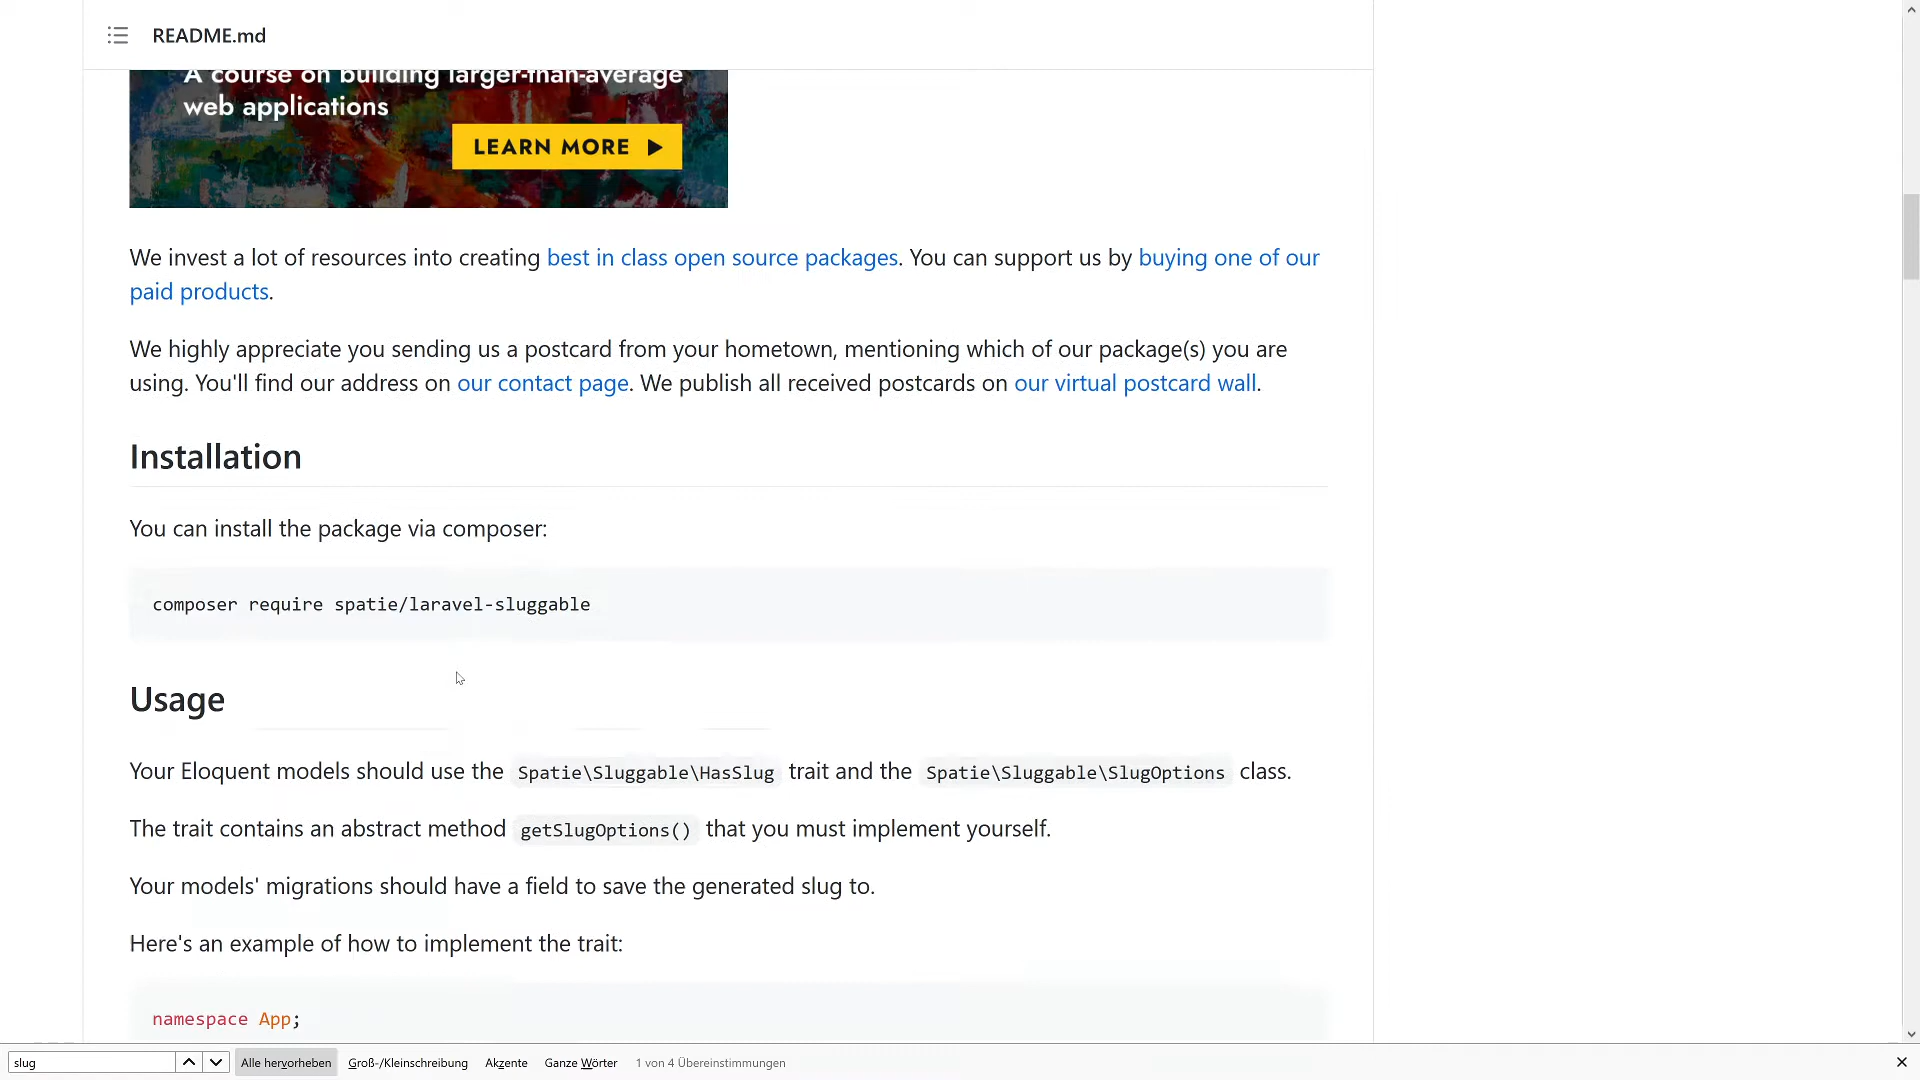 README.md
A course on building larger-than-average
web applications
LEARN MORE
We invest a lot of resources into creating best in class open source packages. You can support us by buying one of our
paid products.
We highly appreciate you sending us a postcard from your hometown, mentioning which of our package(s) you are
using. You'll find our address on our contact page. We publish all received postcards on our virtual postcard wall.
Installation
You can install the package via composer:
composer require spatie/laravel-sluggable
Usage
Your Eloquent models should use the Spatie\Sluggable\HasSlug trait and the Spatie\Sluggable\SlugOptions class.
The trait contains an abstract method getSlugOptions() that you must implement yourself.
Your models' migrations should have a field to save the generated slug to.
Here's an example of how to implement the trait:
namespace App;
slug Alle hervorheben Groß-/Kleinschreibung Akzente Ganze Wörter 1 von 4 Übereinstimmungen